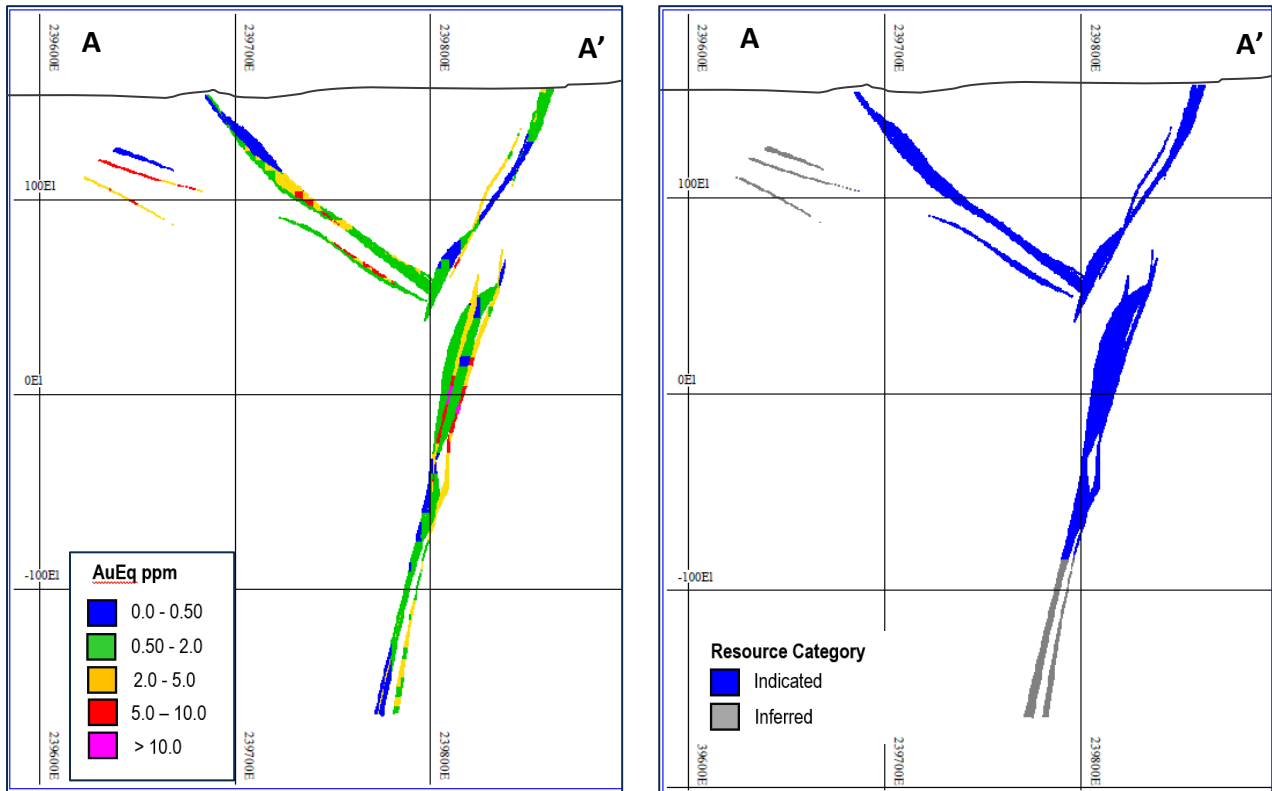 239600E
A
239700E
239800E
A’
100E1
0E1
-100E1
AuEq ppm
0.0 - 0.50
0.50 - 2.0
2.0 - 5.0
5.0 – 10.0
> 10.0
239600E
239700E
239800E
239600E
A
239700E
239800E
A’
100E1
0E1
-100E1
Resource Category
Indicated
Inferred
39600E
239700E
239800E